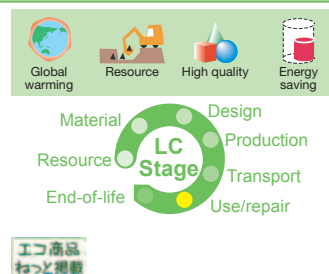 Global
warming
Resource
High quality
Energy
saving
Design
Material
Production
LC
Stage
Resource
Transport
End-of-life
Use/repair
エコ商品
ねっと掲載